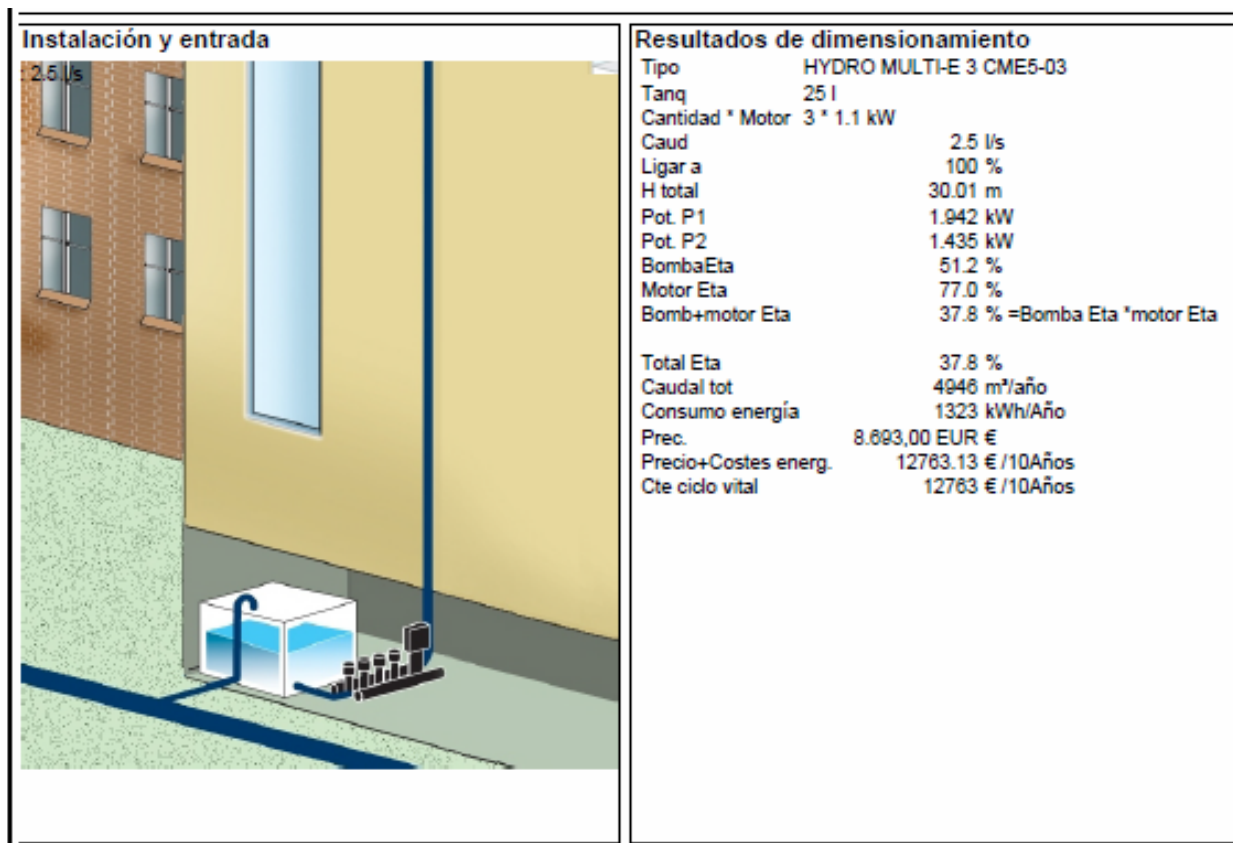 Instalación y entrada
: 2.5 l/s
Resultados de dimensionamiento
Tipo HYDRO MULTI-E 3 CME5-03
Tanq 25 l
Cantidad * Motor 3 * 1.1 kW
Caud 2.5 l/s
Ligar a 100 %
H total 30.01 m
Pot. P1 1.942 kW
Pot. P2 1.435 kW
BombaEta 51.2 %
Motor Eta 77.0 %
Bomb+motor Eta 37.8 % =Bomba Eta *motor Eta
Total Eta 37.8 %
Caudal tot 4946 m³/año
Consumo energía 1323 kWh/Año
Prec. 8.693,00 EUR €
Precio+Costes energ. 12763.13 € /10Años
Cte ciclo vital 12763 € /10Años